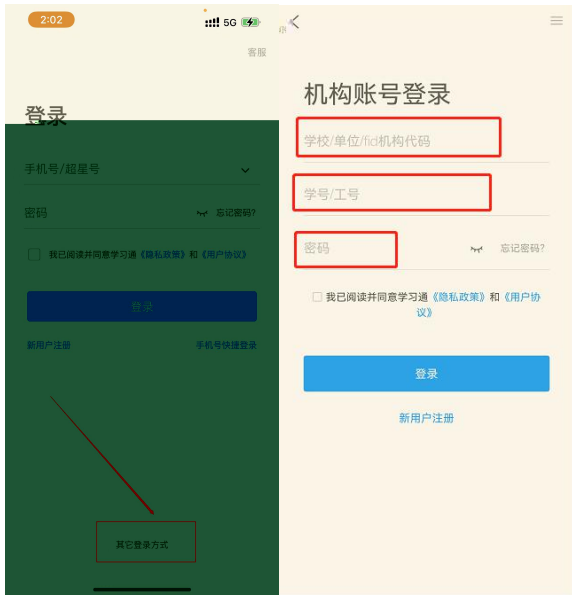 2:02
5G
客服
登录
手机号/超星号
密码
忘记密码?
我已阅读并同意学习通《隐私政策》和《用户协议》
登录
新用户注册
手机号快捷登录
其它登录方式
机构账号登录
学校/单位/fid机构代码
学号/工号
密码
忘记密码?
我已阅读并同意学习通《隐私政策》和《用户协
议》
登录
新用户注册